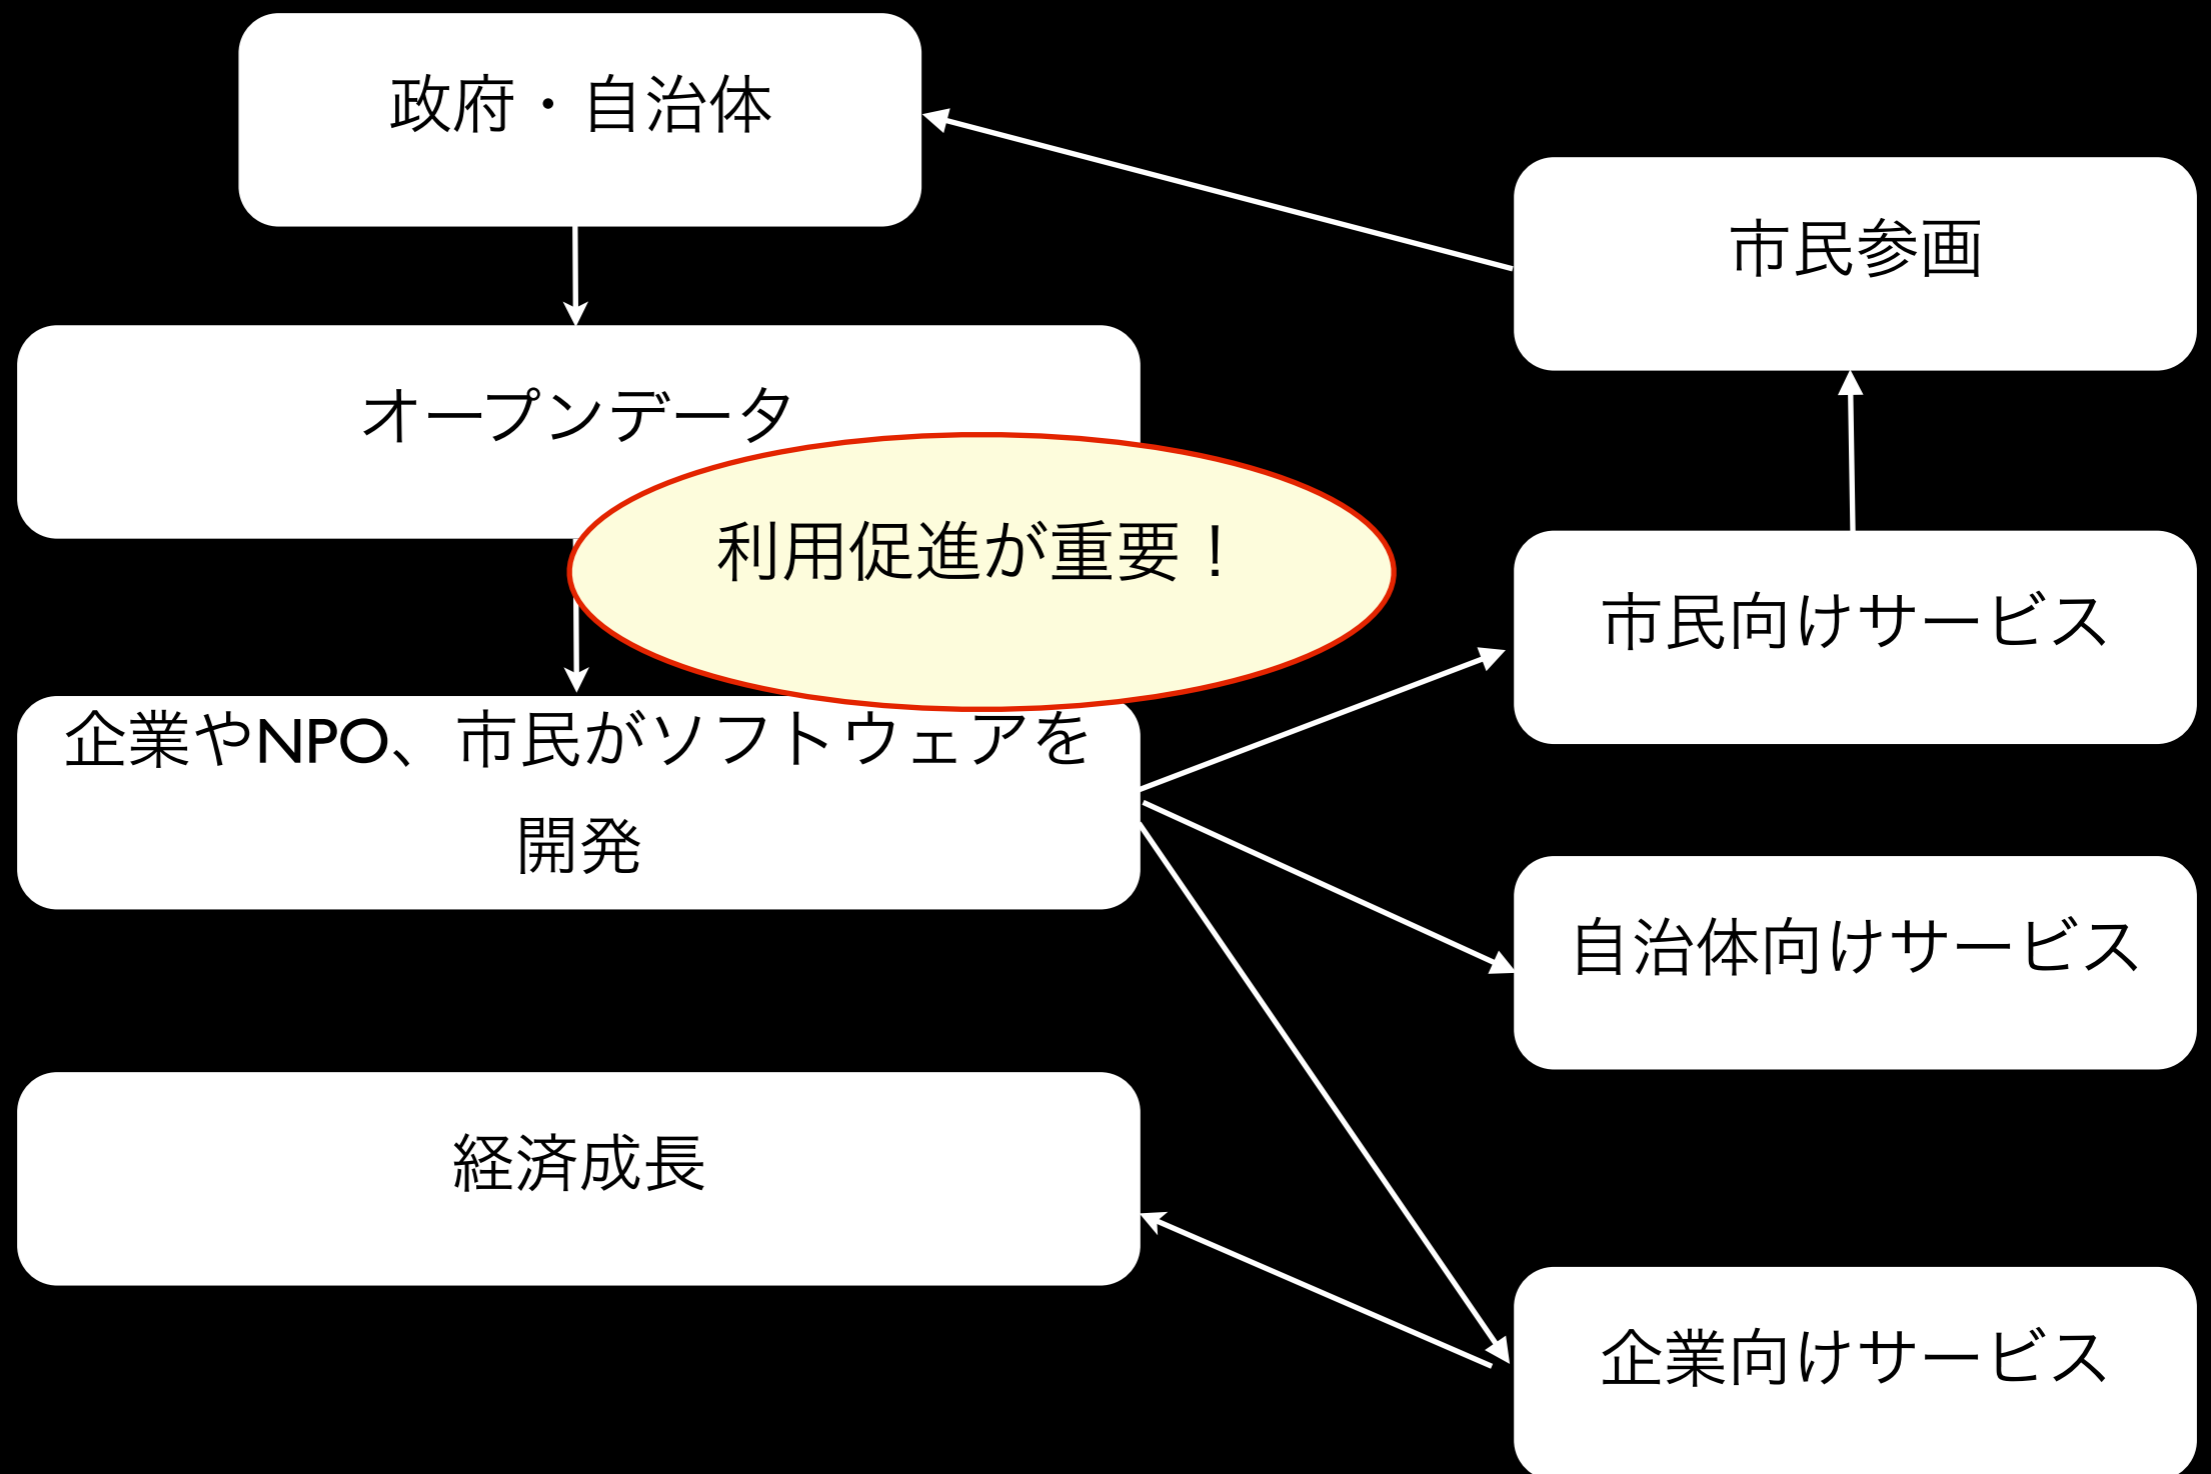 政府・自治体
市民参画
オープンデータ
利用促進が重要！
市民向けサービス
企業やNPO、市民がソフトウェアを
開発
自治体向けサービス
経済成長
企業向けサービス